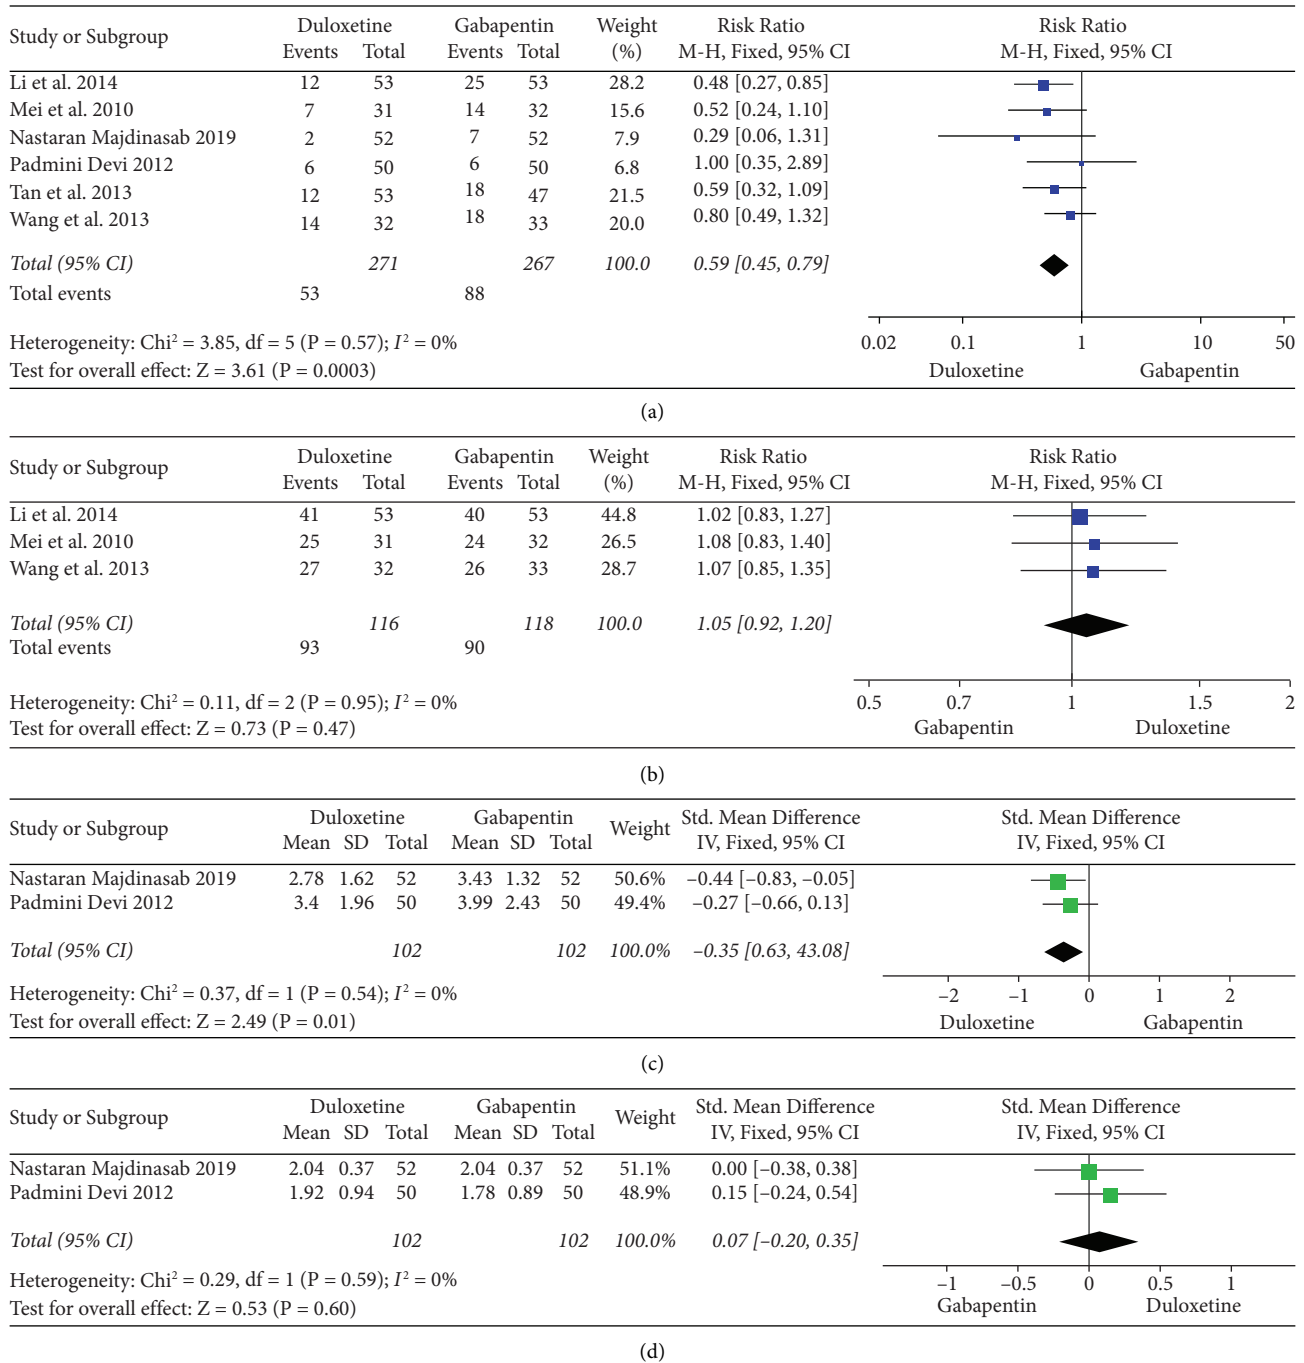 Study or Subgroup Duloxetine Gabapentin Weight Risk Ratio Risk Ratio
Events Total Events Total (%) M-H, Fixed, 95% CI M-H, Fixed, 95% CI
Li et al. 2014 12 53 25 53 28.2 0.48 [0.27, 0.85]
Mei et al. 2010 7 31 14 32 15.6 0.52 [0.24, 1.10]
Nastaran Majdinasab 2019 2 52 7 52 7.9 0.29 [0.06, 1.31]
Padmini Devi 2012 6 50 6 50 6.8 1.00 [0.35, 2.89]
Tan et al. 2013 12 53 18 47 21.5 0.59 [0.32, 1.09]
Wang et al. 2013 14 32 18 33 20.0 0.80 [0.49, 1.32]
Total (95% CI) 271 267 100.0 0.59 [0.45, 0.79]
Total events 53 88
Heterogeneity: Chi² = 3.85, df = 5 (P = 0.57); I² = 0% 0.02 0.1 1 10 50
Test for overall effect: Z = 3.61 (P = 0.0003) Duloxetine Gabapentin
(a)
Study or Subgroup Duloxetine Gabapentin Weight Risk Ratio Risk Ratio
Events Total Events Total (%) M-H, Fixed, 95% CI M-H, Fixed, 95% CI
Li et al. 2014 41 53 40 53 44.8 1.02 [0.83, 1.27]
Mei et al. 2010 25 31 24 32 26.5 1.08 [0.83, 1.40]
Wang et al. 2013 27 32 26 33 28.7 1.07 [0.85, 1.35]
Total (95% CI) 116 118 100.0 1.05 [0.92, 1.20]
Total events 93 90
Heterogeneity: Chi² = 0.11, df = 2 (P = 0.95); I² = 0% 0.5 0.7 1 1.5 2
Test for overall effect: Z = 0.73 (P = 0.47) Gabapentin Duloxetine
(b)
Study or Subgroup Duloxetine Gabapentin Weight Std. Mean Difference Std. Mean Difference
Mean SD Total Mean SD Total IV, Fixed, 95% CI IV, Fixed, 95% CI
Nastaran Majdinasab 2019 2.78 1.62 52 3.43 1.32 52 50.6% –0.44 [–0.83, –0.05]
Padmini Devi 2012 3.4 1.96 50 3.99 2.43 50 49.4% –0.27 [–0.66, 0.13]
Total (95% CI) 102 102 100.0% –0.35 [0.63, 43.08]
Heterogeneity: Chi² = 0.37, df = 1 (P = 0.54); I² = 0% –2 –1 0 1 2
Test for overall effect: Z = 2.49 (P = 0.01) Duloxetine Gabapentin
(c)
Study or Subgroup Duloxetine Gabapentin Weight Std. Mean Difference Std. Mean Difference
Mean SD Total Mean SD Total IV, Fixed, 95% CI IV, Fixed, 95% CI
Nastaran Majdinasab 2019 2.04 0.37 52 2.04 0.37 52 51.1% 0.00 [–0.38, 0.38]
Padmini Devi 2012 1.92 0.94 50 1.78 0.89 50 48.9% 0.15 [–0.24, 0.54]
Total (95% CI) 102 102 100.0% 0.07 [–0.20, 0.35]
Heterogeneity: Chi² = 0.29, df = 1 (P = 0.59); I² = 0% –1 –0.5 0 0.5 1
Test for overall effect: Z = 0.53 (P = 0.60) Gabapentin Duloxetine
(d)